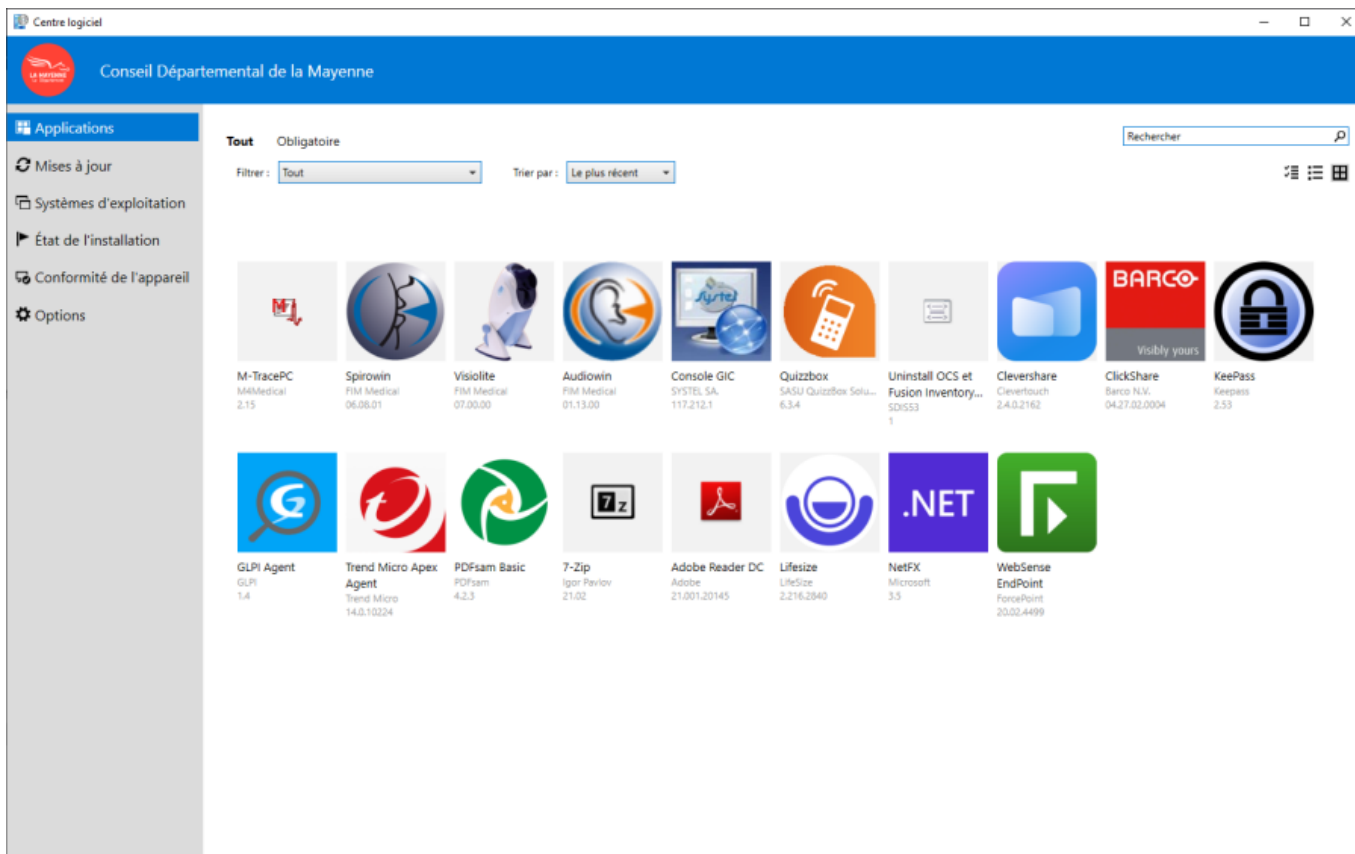 Centre logiciel
LA MAYENNE
Conseil Départemental de la Mayenne
Applications
Mises à jour
Systèmes d'exploitation
État de l'installation
Conformité de l'appareil
Options
Tout Obligatoire
Rechercher
Filtrer : Tout Trier par : Le plus récent
Systel
BARCO
Visibly yours
M-TracePC
M4Medical
2.15
Spirowin
FIM Medical
06.08.01
Visiolite
FIM Medical
07.00.00
Audiowin
FIM Medical
01.13.00
Console GIC
SYSTEL SA.
117.212.1
Quizzbox
SASU QuizzBox Solu...
6.3.4
Uninstall OCS et
Fusion Inventory...
SDIS53
1
Clevershare
Clevertouch
2.4.0.2162
ClickShare
Barco N.V.
04.27.02.0004
KeePass
Keepass
2.53
7z
.NET
GLPI Agent
GLPI
1.4
Trend Micro Apex
Agent
Trend Micro
14.0.10224
PDFsam Basic
PDFsam
4.2.3
7-Zip
Igor Pavlov
21.02
Adobe Reader DC
Adobe
21.001.20145
Lifesize
LifeSize
2.216.2840
NetFX
Microsoft
3.5
WebSense
EndPoint
ForcePoint
20.02.4499